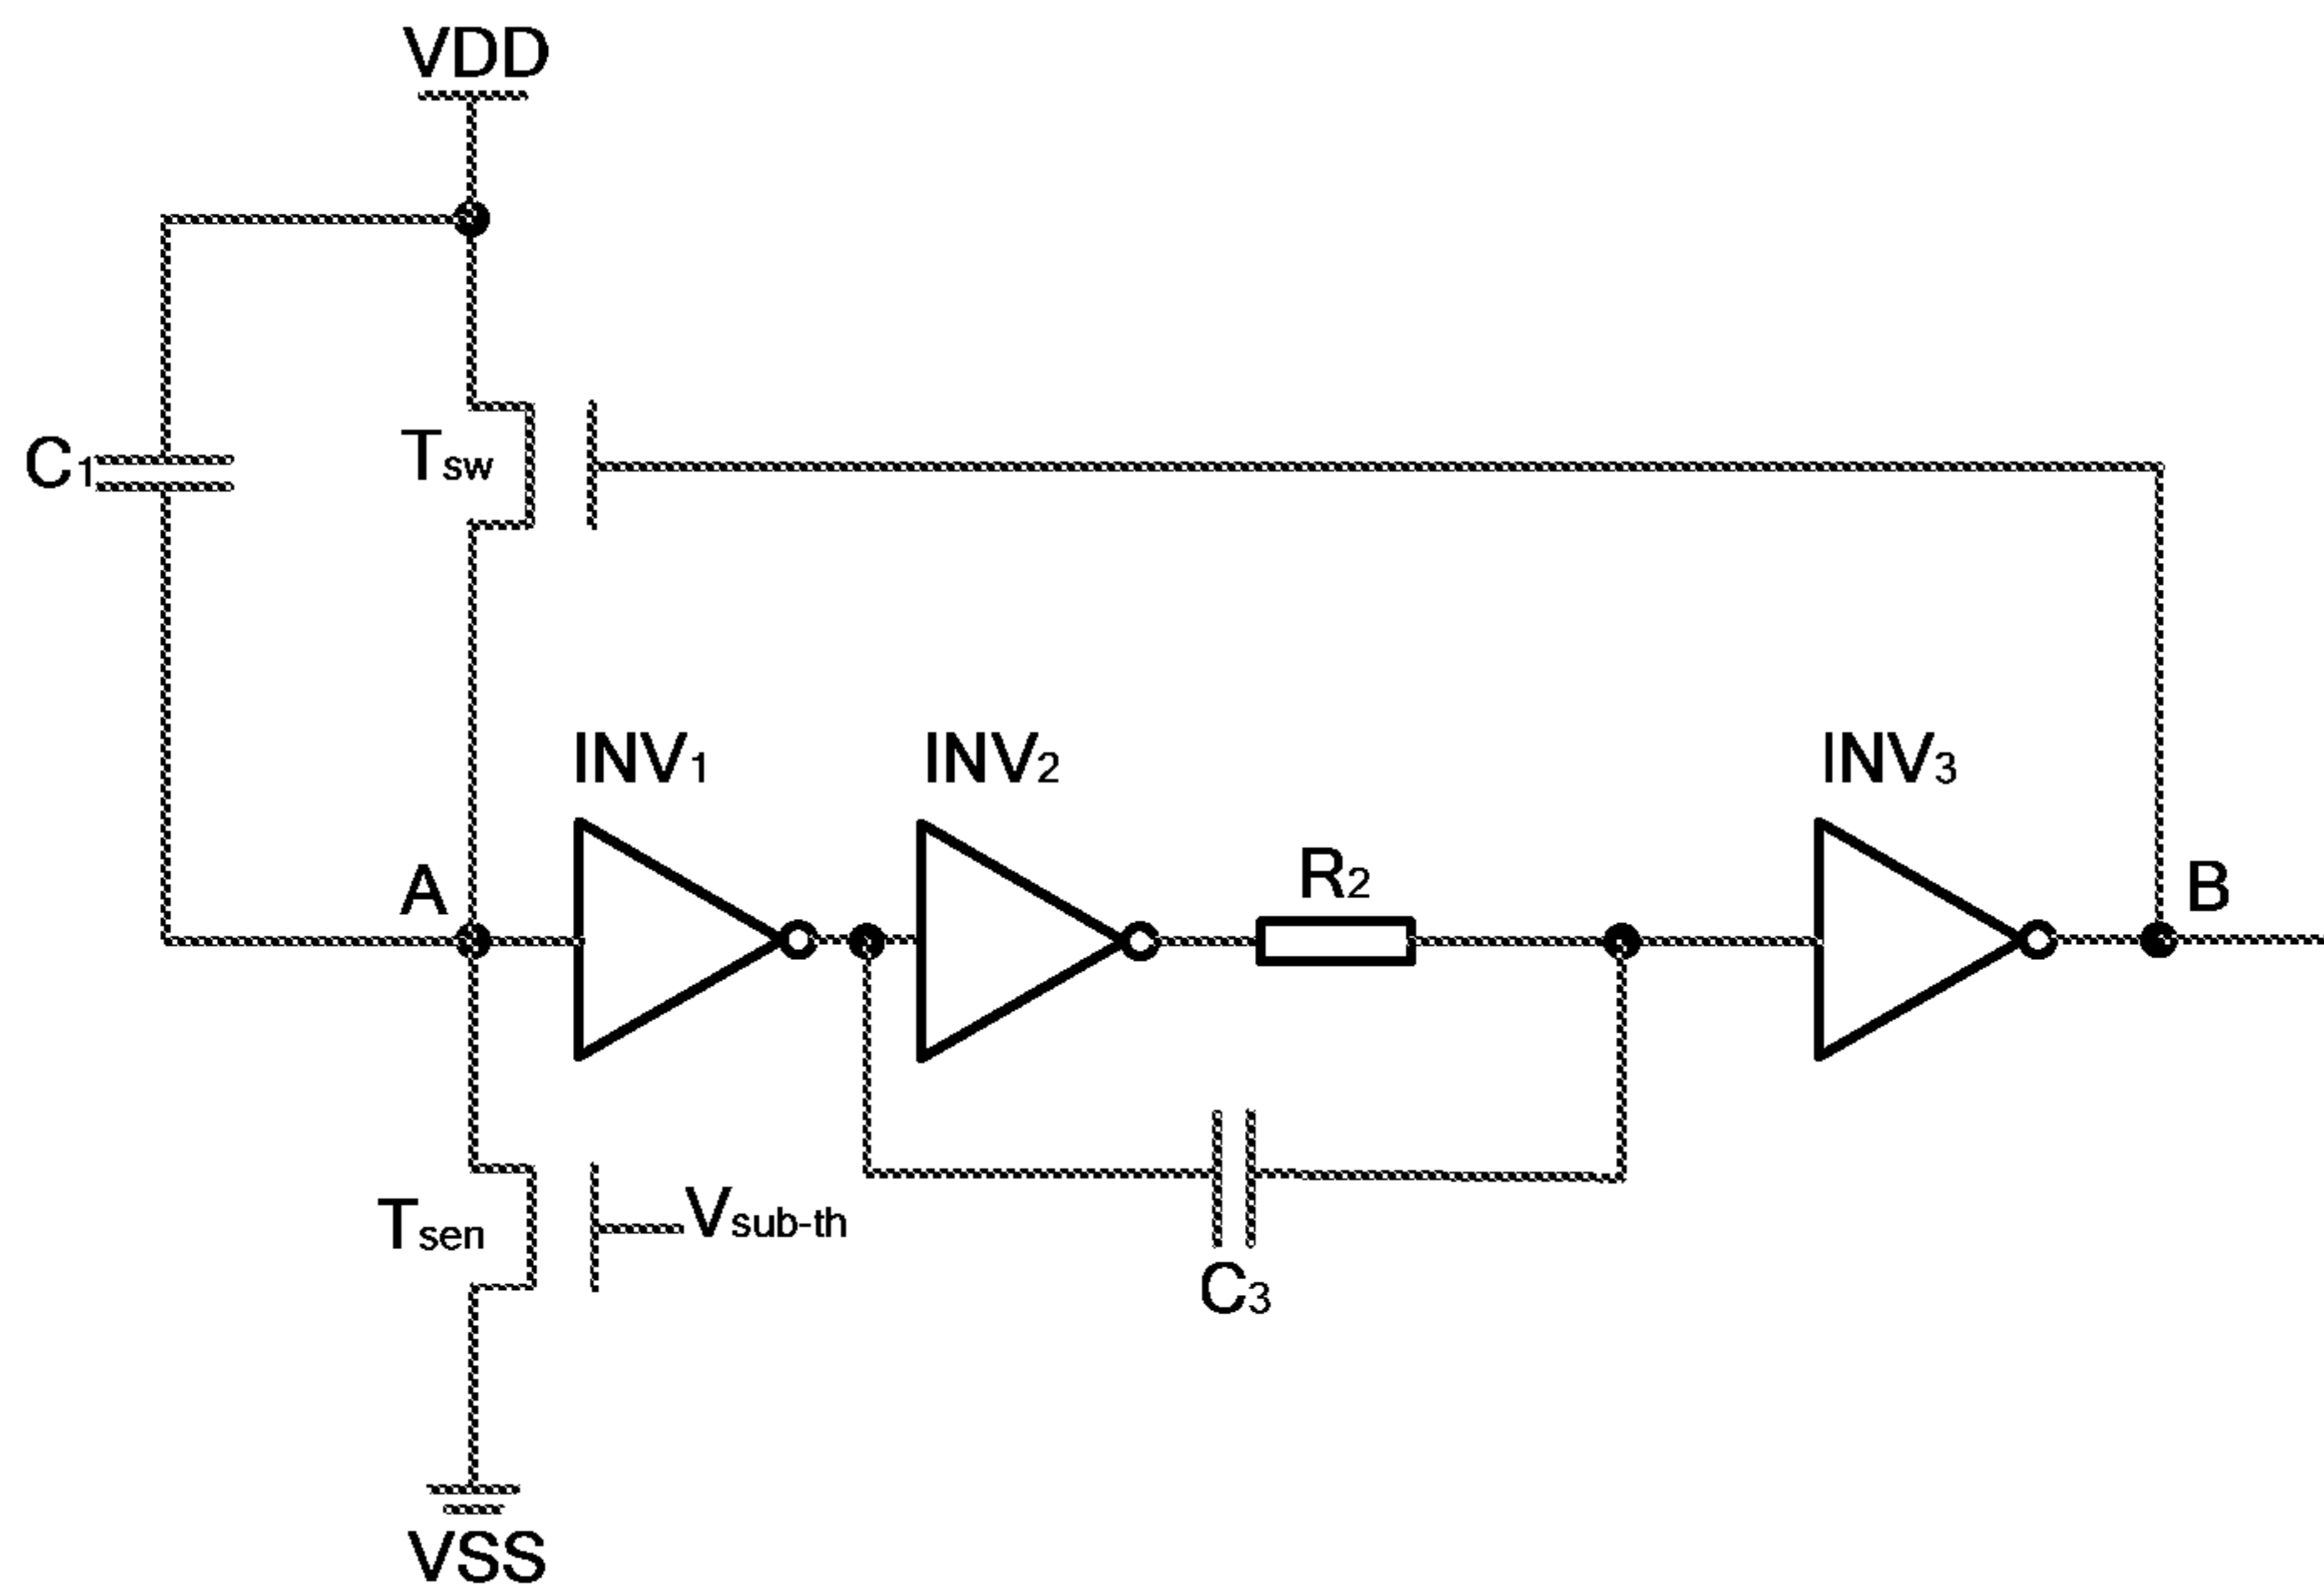 VDD
C1
Tsw
INV1
INV2
INV3
A
R2
B
Tsen
Vsub-th
C3
VSS